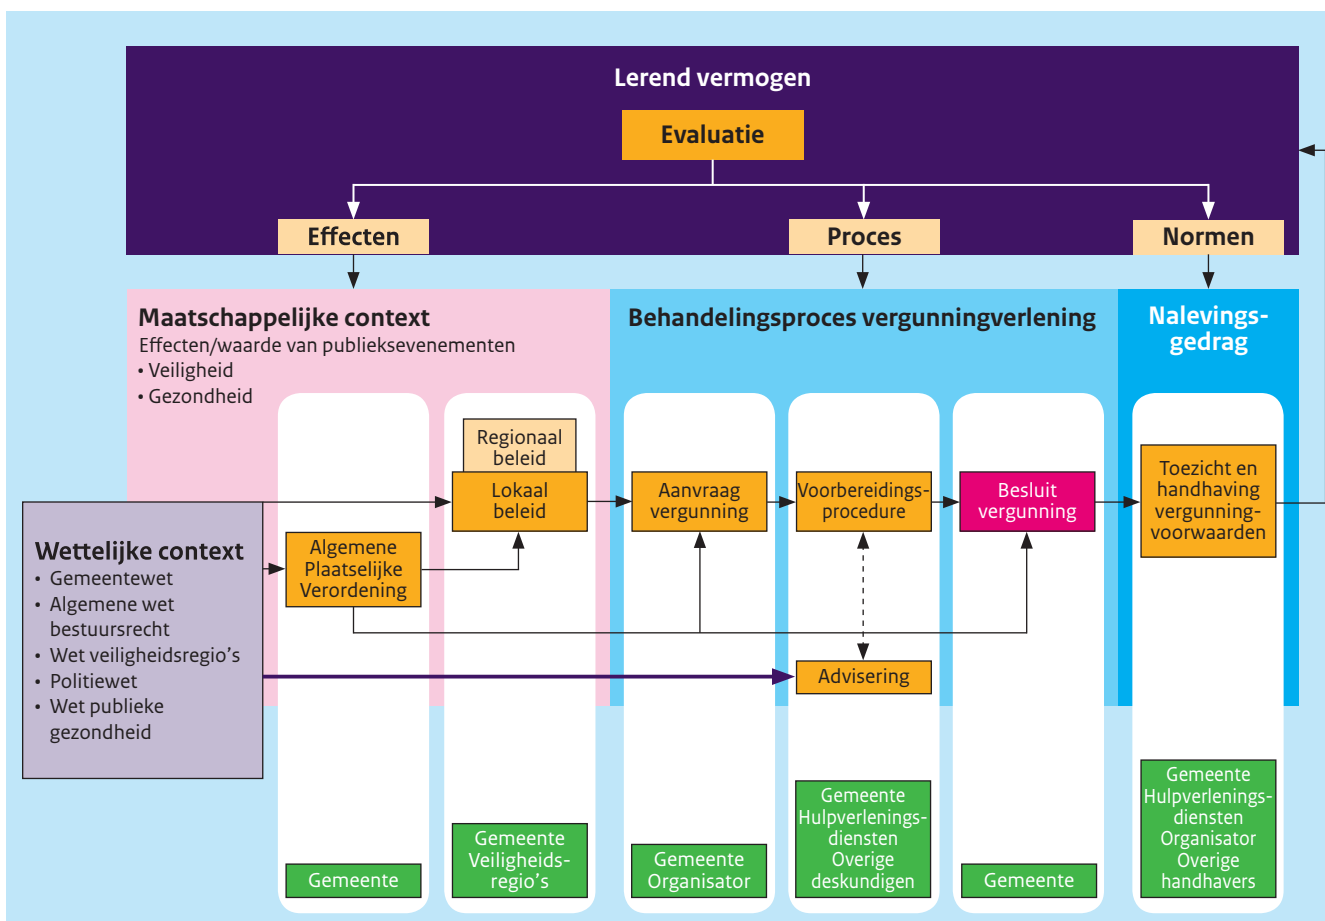 Lerend vermogen
Evaluatie
Effecten
Proces
Normen
Maatschappelijke context
Effecten/waarde van publieksevenementen
• Veiligheid
• Gezondheid
Behandelingsproces vergunningverlening
Nalevings-
gedrag
Regionaal
beleid
Lokaal
beleid
Aanvraag
vergunning
Voorbereidings-
procedure
Besluit
vergunning
Toezicht en
handhaving
vergunning-
voorwaarden
Wettelijke context
• Gemeentewet
• Algemene wet
bestuursrecht
• Wet veiligheidsregio's
• Politiewet
• Wet publieke
gezondheid
Algemene
Plaatselijke
Verordening
Advisering
Gemeente
Gemeente
Veiligheids-
regio's
Gemeente
Organisator
Gemeente
Hulpverlenings-
diensten
Overige
deskundigen
Gemeente
Gemeente
Hulpverlenings-
diensten
Organisator
Overige
handhavers